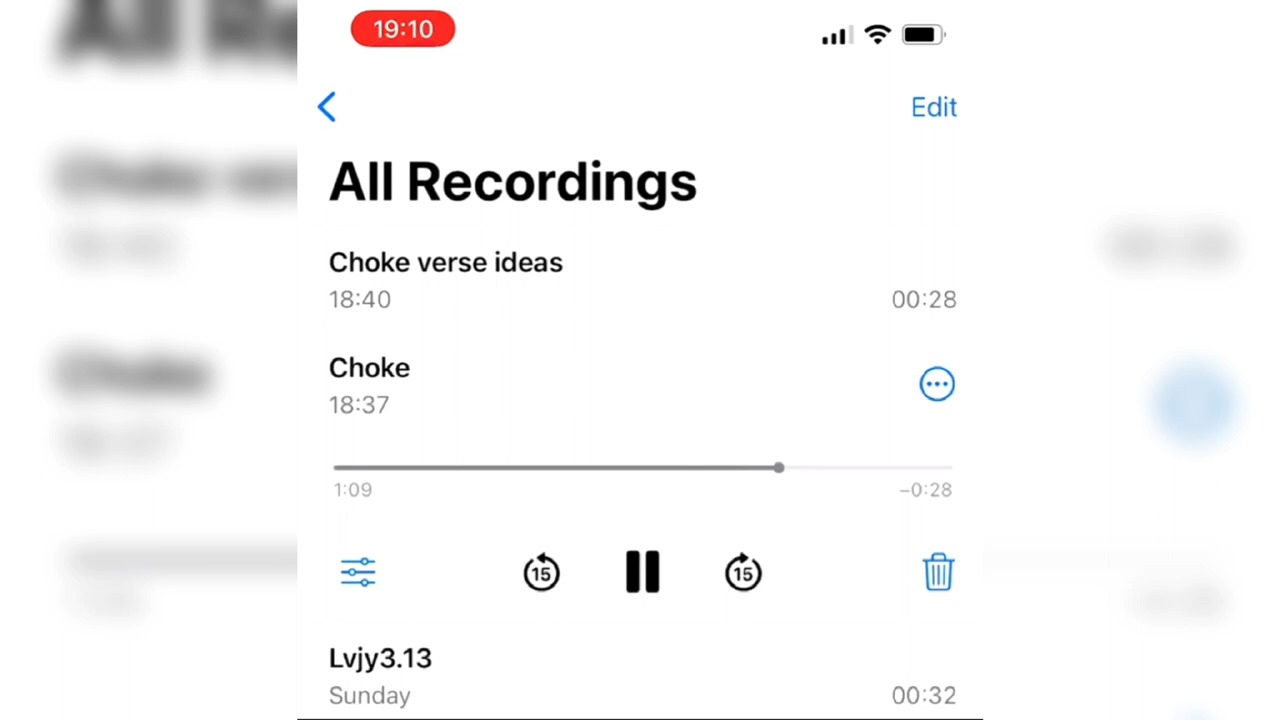 19:10
Edit
All Recordings
Choke verse ideas
18:40 00:28
Choke
18:37
1:09 –0:28
15 15
Lvjy3.13
Sunday 00:32